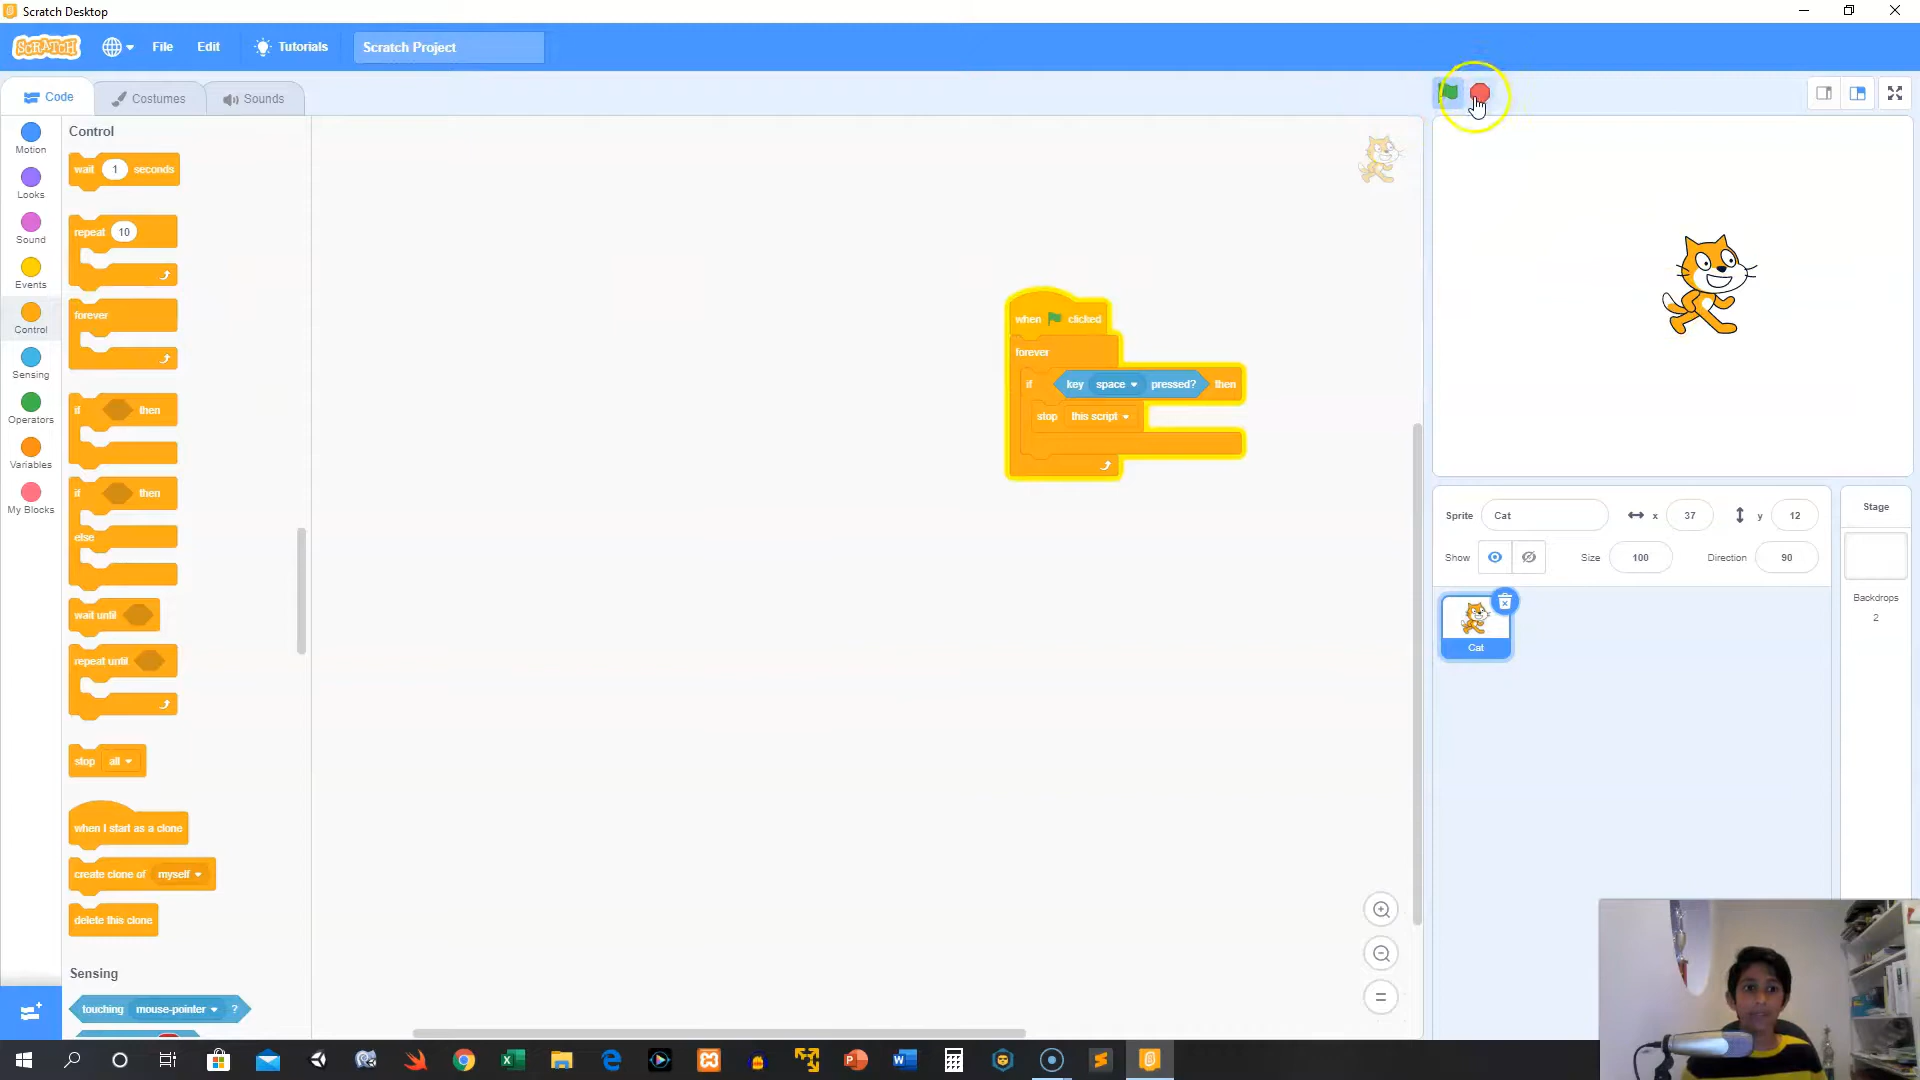 Scratch Desktop
SCRATCH File Edit Tutorials Scratch Project
Code Costumes Sounds
Motion
Looks
Sound
Events
Control
Sensing
Operators
Variables
My Blocks
Control
wait 1 seconds
repeat 10
forever
if then
if then
else
wait until
repeat until
stop all
when I start as a clone
create clone of myself
delete this clone
Sensing
touching mouse-pointer ?
when clicked
forever
if key space pressed? then
stop this script
Sprite Cat x 37 y 12
Show Size 100 Direction 90
Cat
Stage
Backdrops
2